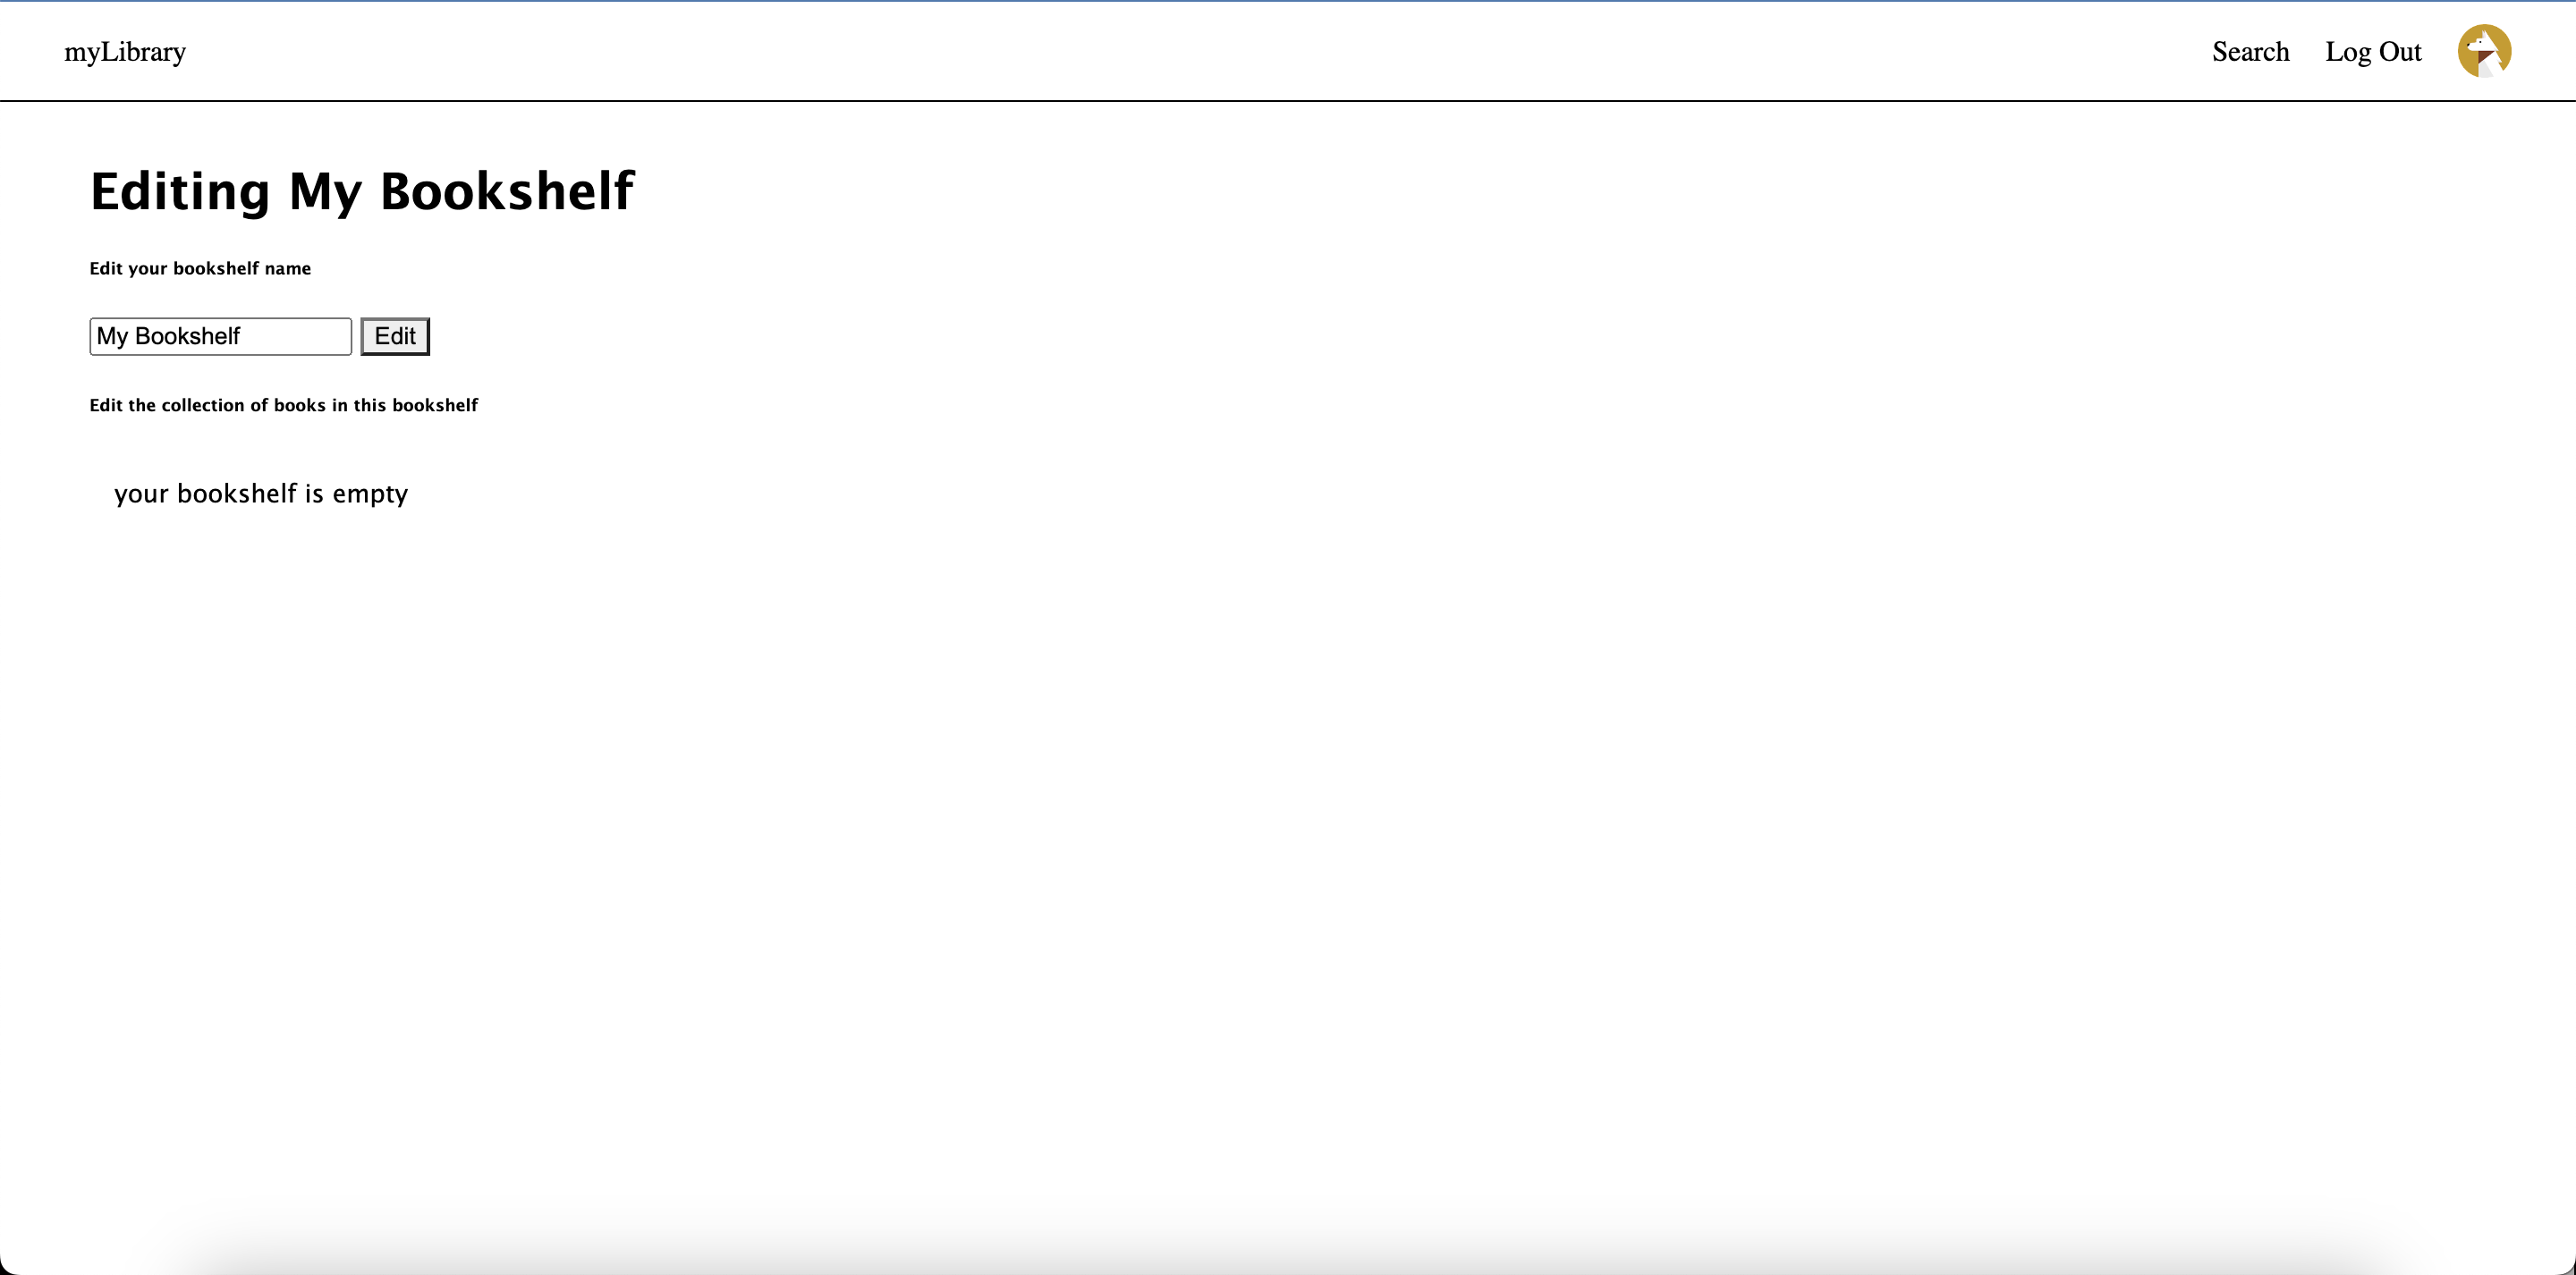 myLibrary
Search
Log Out
Editing My Bookshelf
Edit your bookshelf name
My Bookshelf
Edit
Edit the collection of books in this bookshelf
your bookshelf is empty